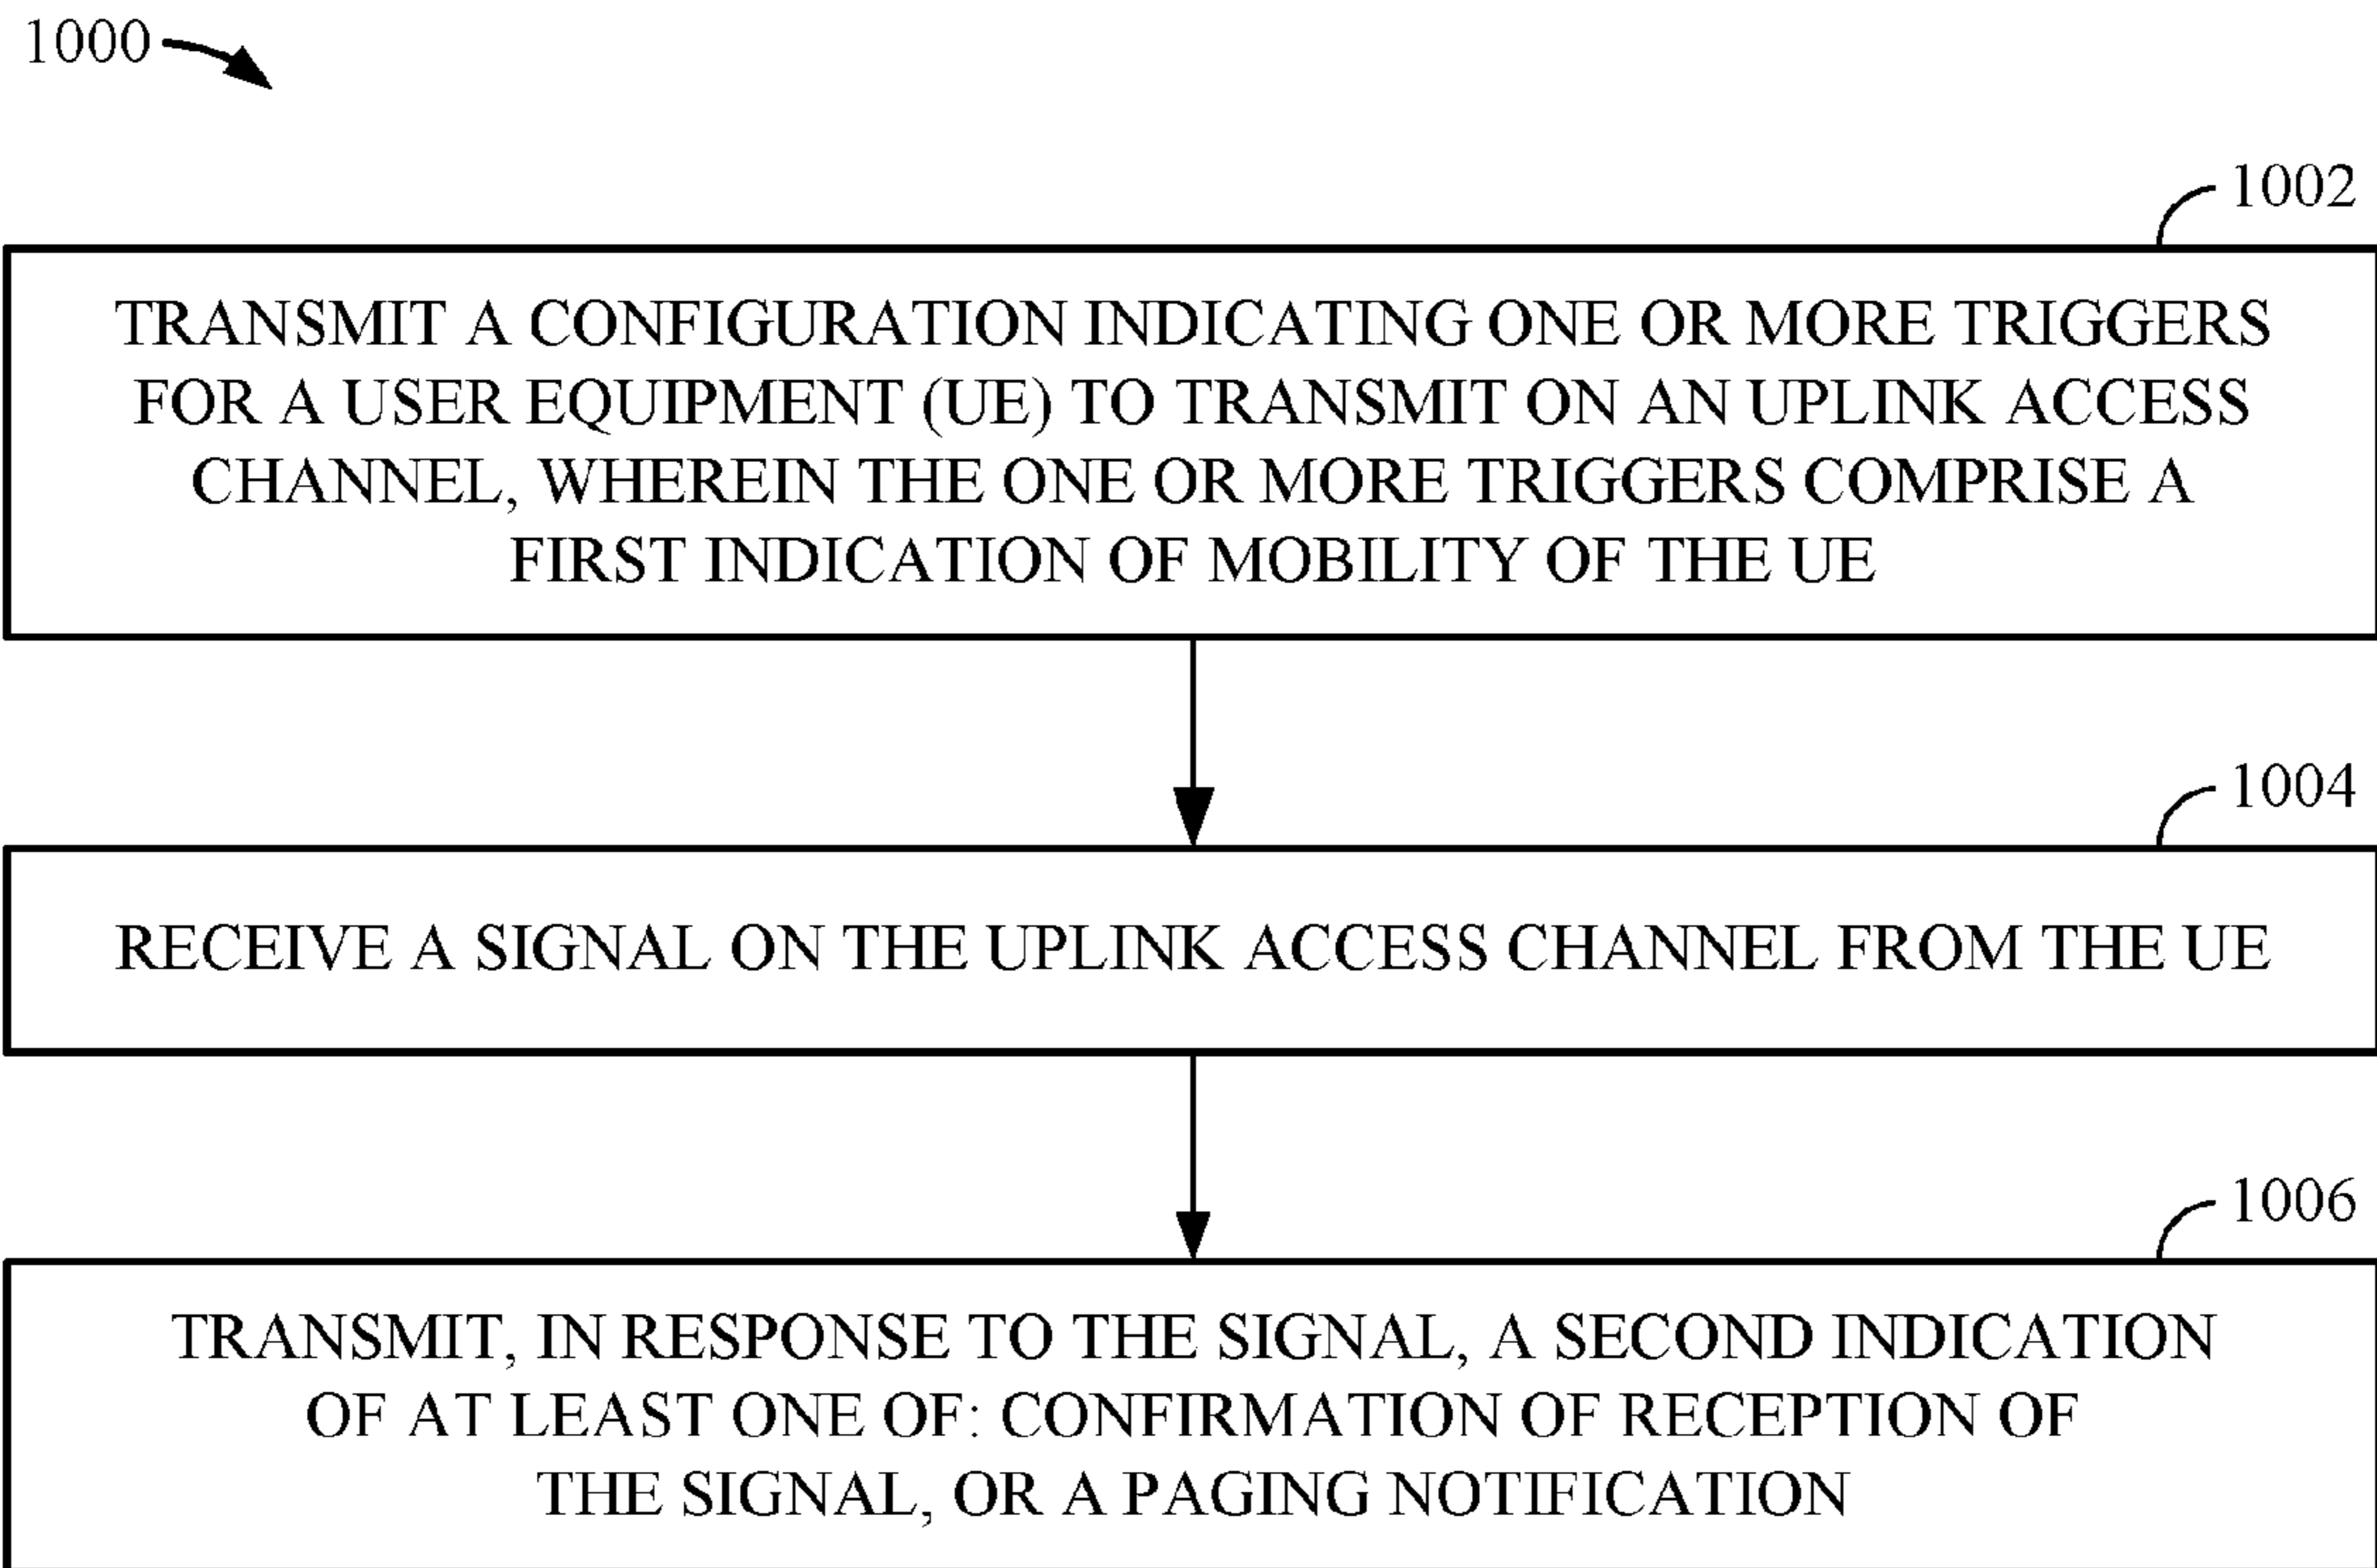 1000
1002
TRANSMIT A CONFIGURATION INDICATING ONE OR MORE TRIGGERS
FOR A USER EQUIPMENT (UE) TO TRANSMIT ON AN UPLINK ACCESS
CHANNEL, WHEREIN THE ONE OR MORE TRIGGERS COMPRISE A
FIRST INDICATION OF MOBILITY OF THE UE
1004
RECEIVE A SIGNAL ON THE UPLINK ACCESS CHANNEL FROM THE UE
1006
TRANSMIT, IN RESPONSE TO THE SIGNAL, A SECOND INDICATION
OF AT LEAST ONE OF: CONFIRMATION OF RECEPTION OF
THE SIGNAL, OR A PAGING NOTIFICATION